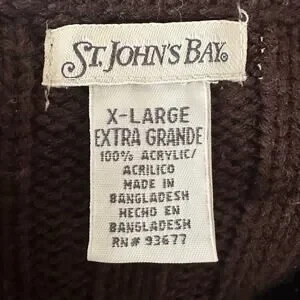 ST. JOHN'S BAY®
X-LARGE
EXTRA GRANDE
100% ACRYLIC/
ACRILICO
MADE IN
BANGLADESH
HECHO EN
BANGLADESH
RN# 93677